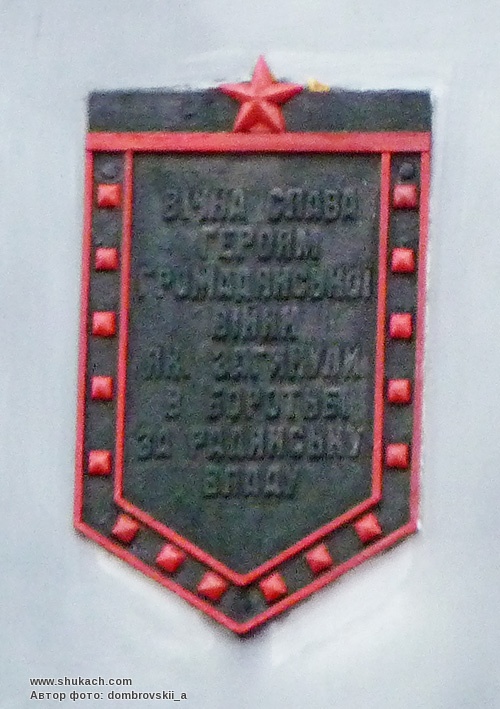 ВІЧНА СЛАВА
ГЕРОЯМ
ГРОМАДЯНСЬКОЇ
ВІЙНИ
ЯКІ ЗАГИНУЛИ
В БОРОТЬБІ
ЗА РАДЯНСЬКУ
ВЛАДУ
www.shukach.com
Автор фото: dombrovskii_a